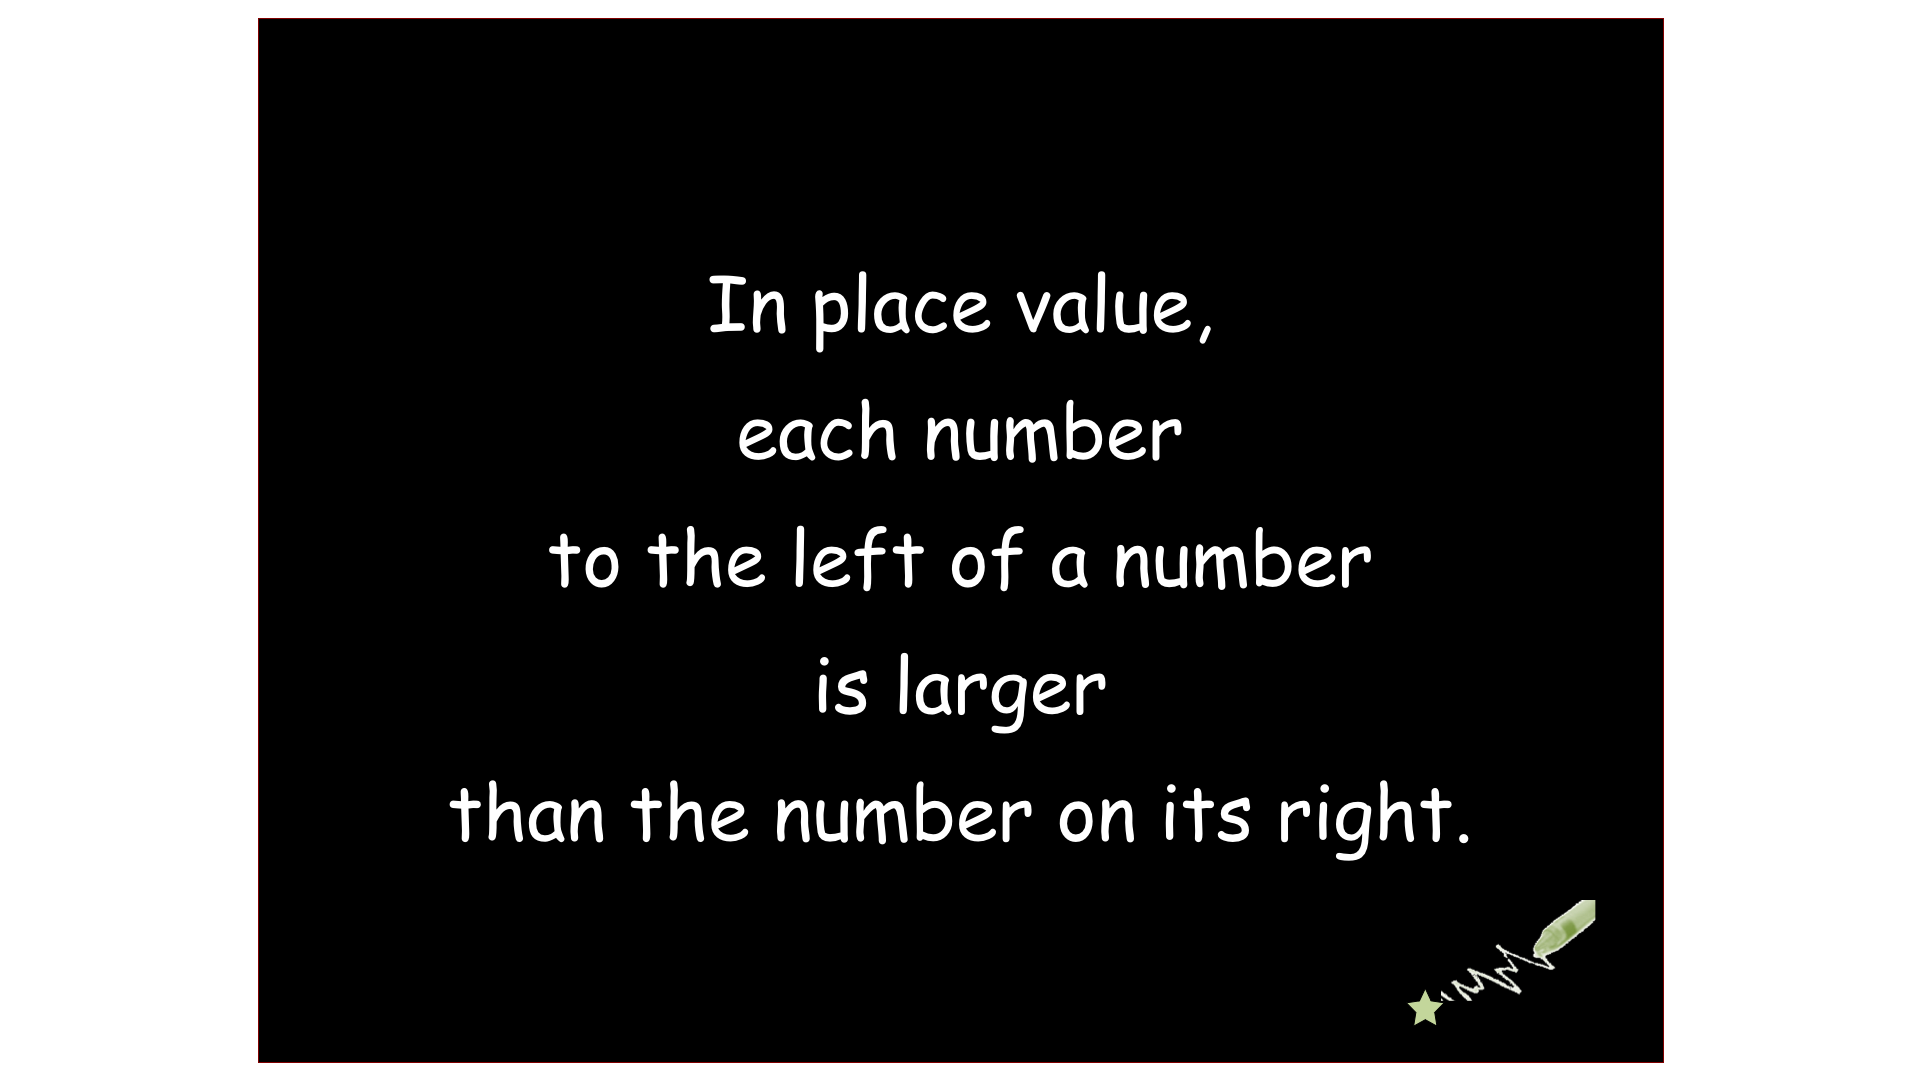 In place value,
each number
to the left of a number
is larger
than the number on its right.